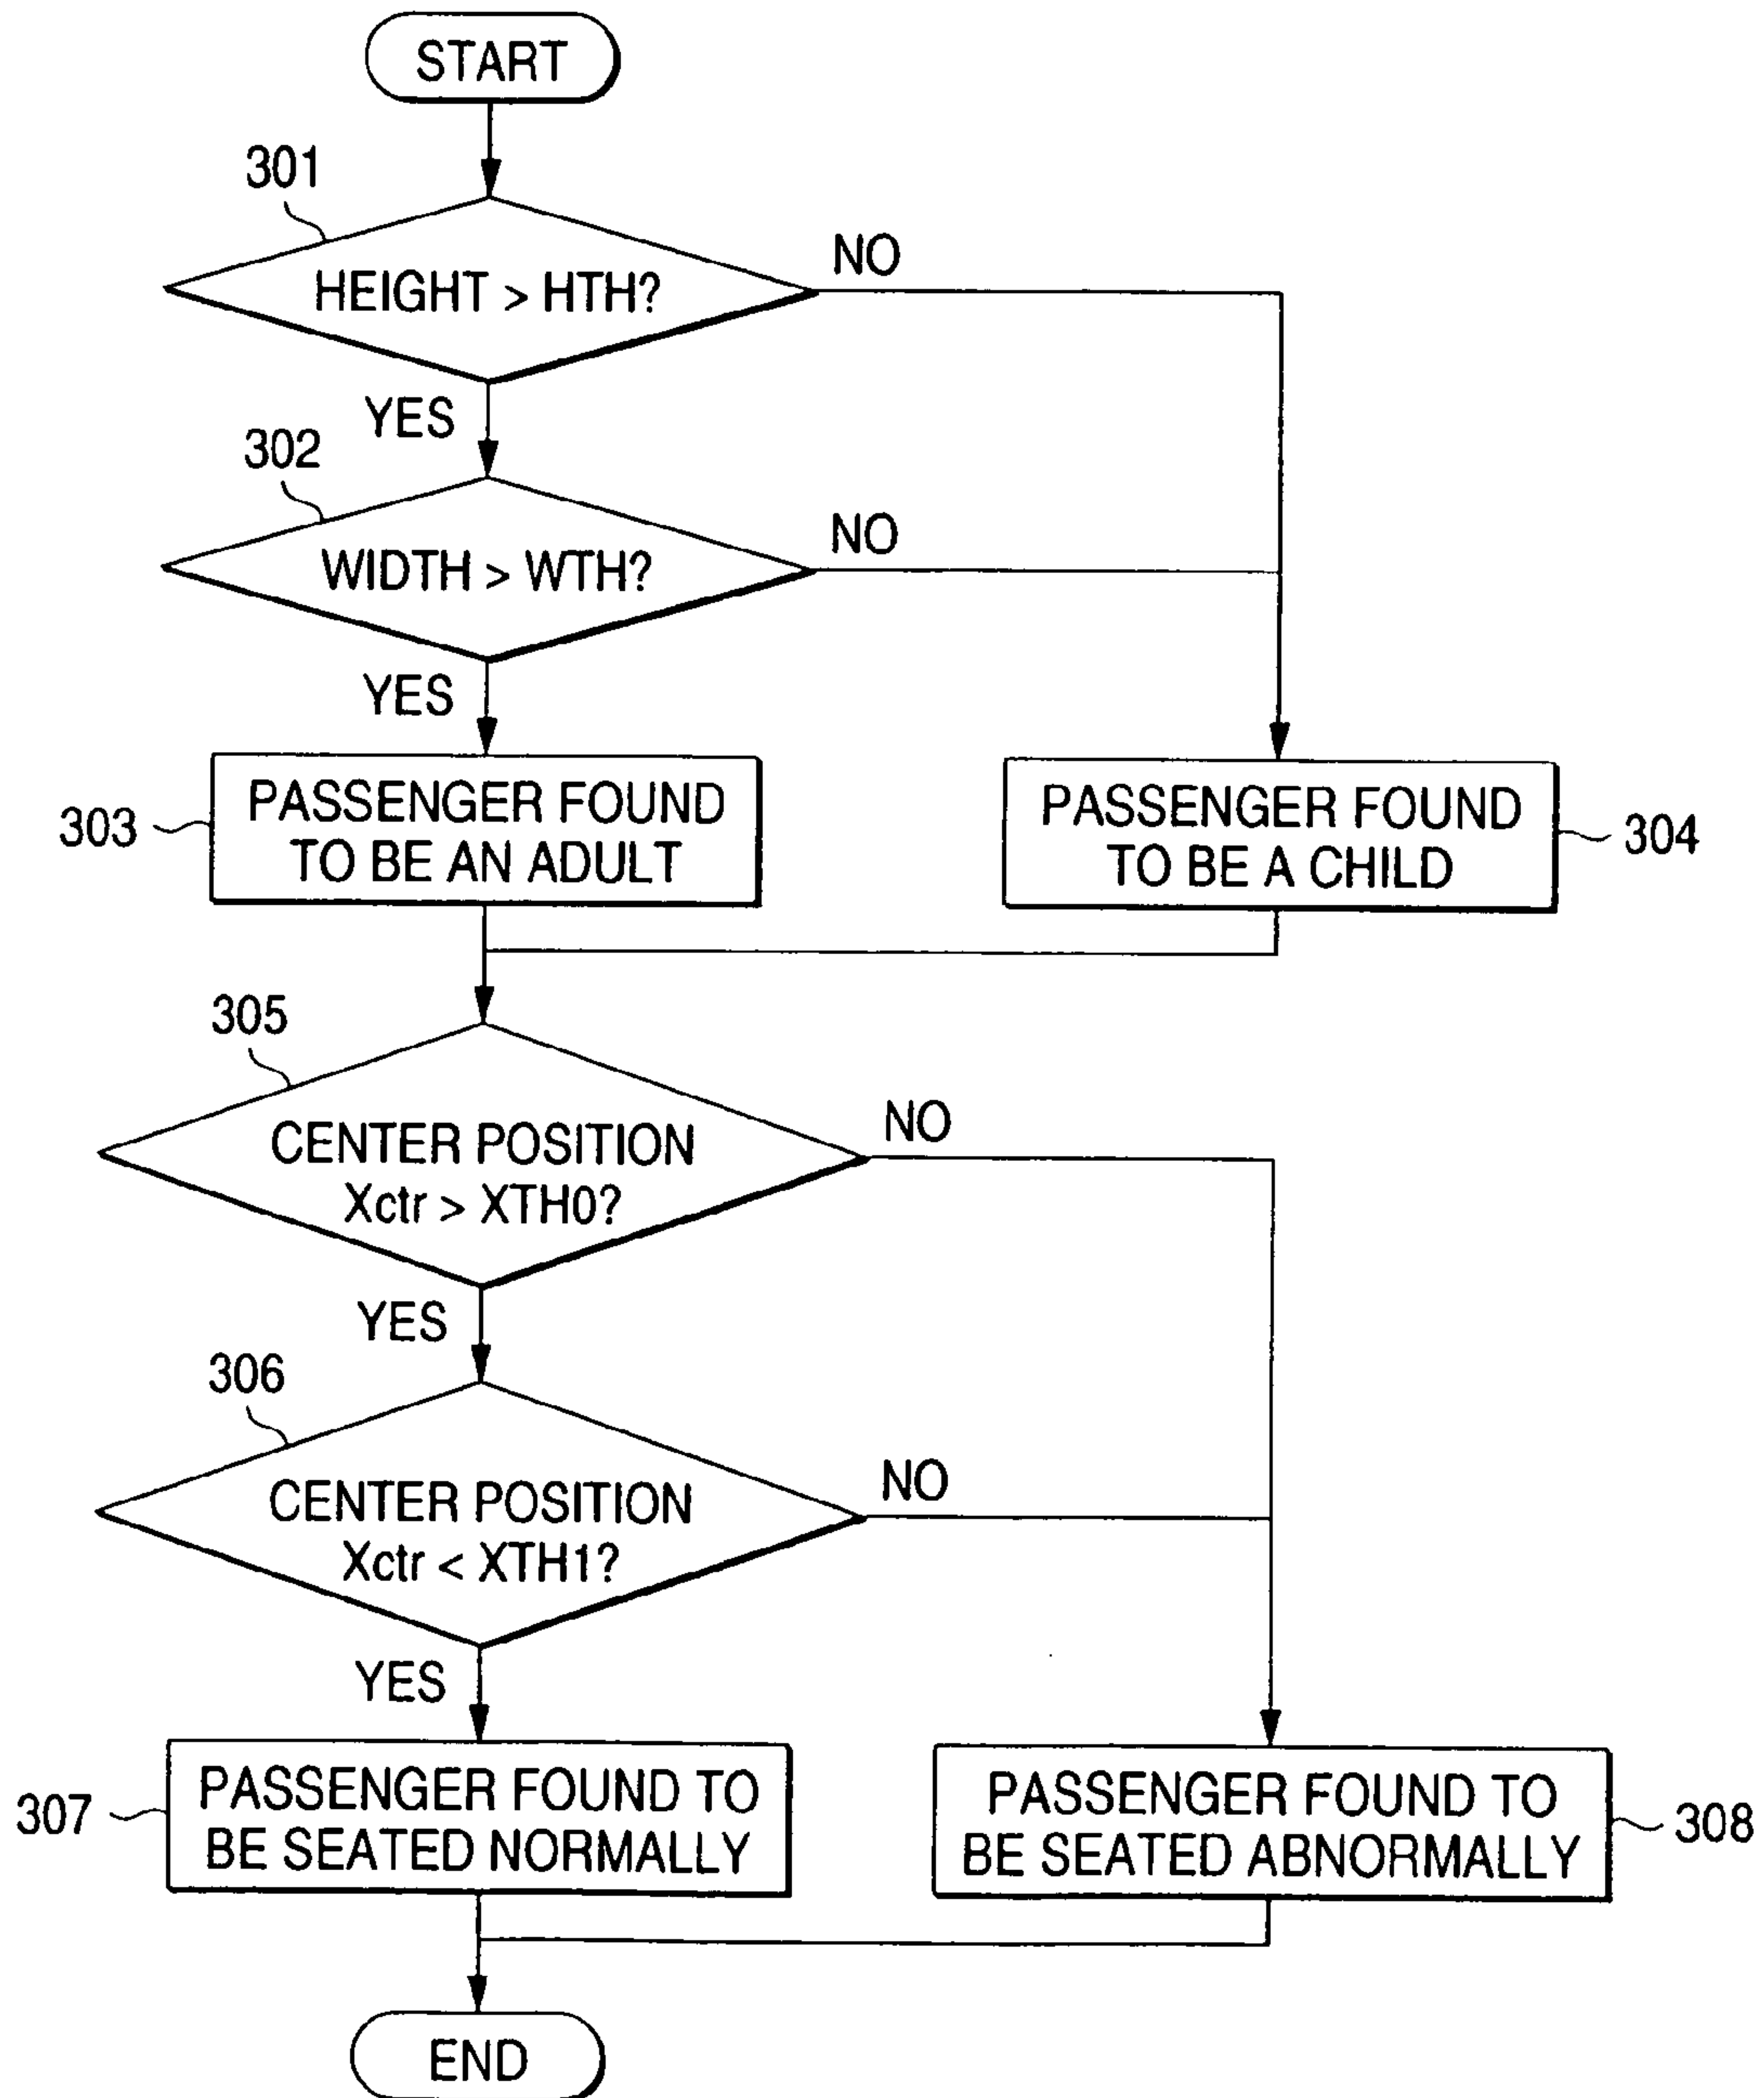 START
301
HEIGHT > HTH?
NO
YES
302
WIDTH > WTH?
NO
YES
303
PASSENGER FOUND
TO BE AN ADULT
PASSENGER FOUND
TO BE A CHILD
304
305
CENTER POSITION
Xctr > XTH0?
NO
YES
306
CENTER POSITION
Xctr < XTH1?
NO
YES
307
PASSENGER FOUND TO
BE SEATED NORMALLY
PASSENGER FOUND TO
BE SEATED ABNORMALLY
308
END